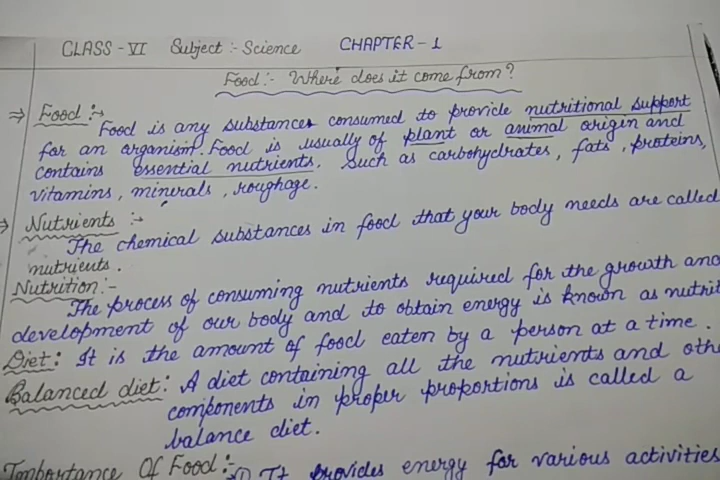 CLASS - VI Subject :- Science CHAPTER - 1
Food :- Where does it come from?
⇒ Food :-
Food is any substances consumed to provide nutritional support
for an organism. Food is usually of plant or animal origin and
contains essential nutrients. Such as carbohydrates, fats, proteins,
vitamins, minerals, roughage.
⇒ Nutrients :-
The chemical substances in food that your body needs are called
nutrients.
Nutrition:-
The process of consuming nutrients required for the growth and
development of our body and to obtain energy is known as nutrit
Diet: It is the amount of food eaten by a person at a time.
Balanced diet: A diet containing all the nutrients and othe
components in proper proportions is called a
balance diet.
Importance Of Food:- 1) It provides energy for various activities